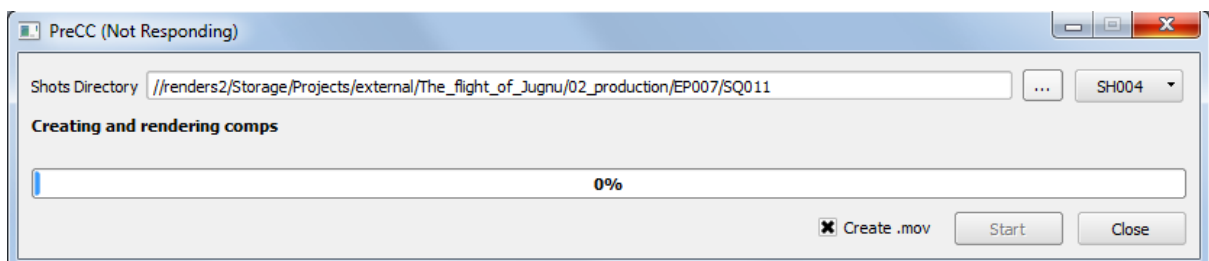 PreCC (Not Responding)
Shots Directory //renders2/Storage/Projects/external/The_flight_of_Jugnu/02_production/EP007/SQ011 ... SH004
Creating and rendering comps
0%
Create .mov Start Close